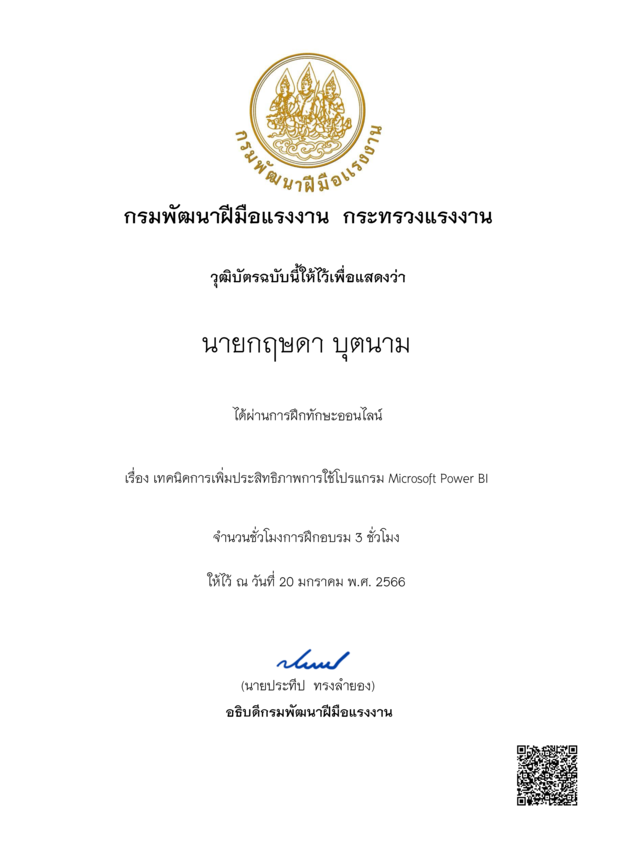 กรมพัฒนาฝีมือแรงงาน
กรมพัฒนาฝีมือแรงงาน กระทรวงแรงงาน
วุฒิบัตรฉบับนี้ให้ไว้เพื่อแสดงว่า
นายกฤษดา บุตนาม
ได้ผ่านการฝึกทักษะออนไลน์
เรื่อง เทคนิคการเพิ่มประสิทธิภาพการใช้โปรแกรม Microsoft Power BI
จำนวนชั่วโมงการฝึกอบรม 3 ชั่วโมง
ให้ไว้ ณ วันที่ 20 มกราคม พ.ศ. 2566
(นายประทีป ทรงลำยอง)
อธิบดีกรมพัฒนาฝีมือแรงงาน